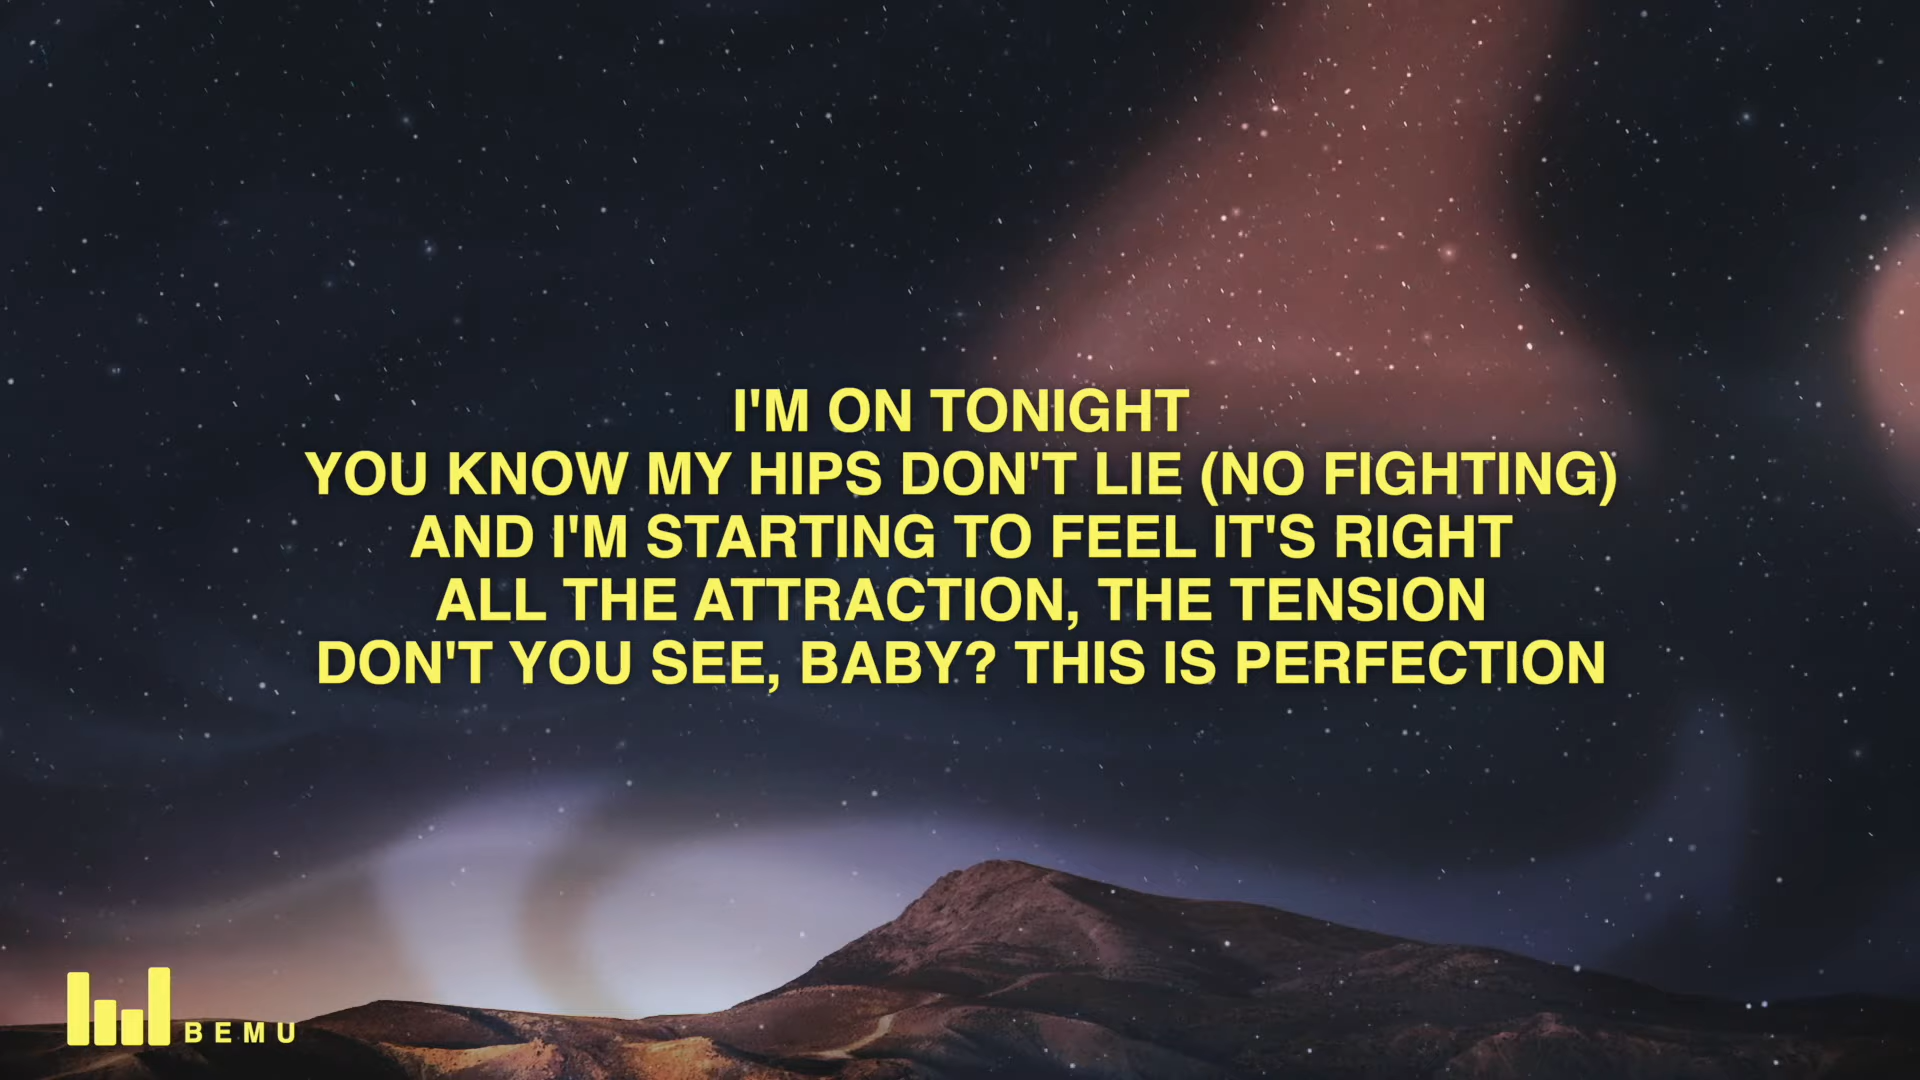 I'M ON TONIGHT
YOU KNOW MY HIPS DON'T LIE (NO FIGHTING)
AND I'M STARTING TO FEEL IT'S RIGHT
ALL THE ATTRACTION, THE TENSION
DON'T YOU SEE, BABY? THIS IS PERFECTION
BEMU